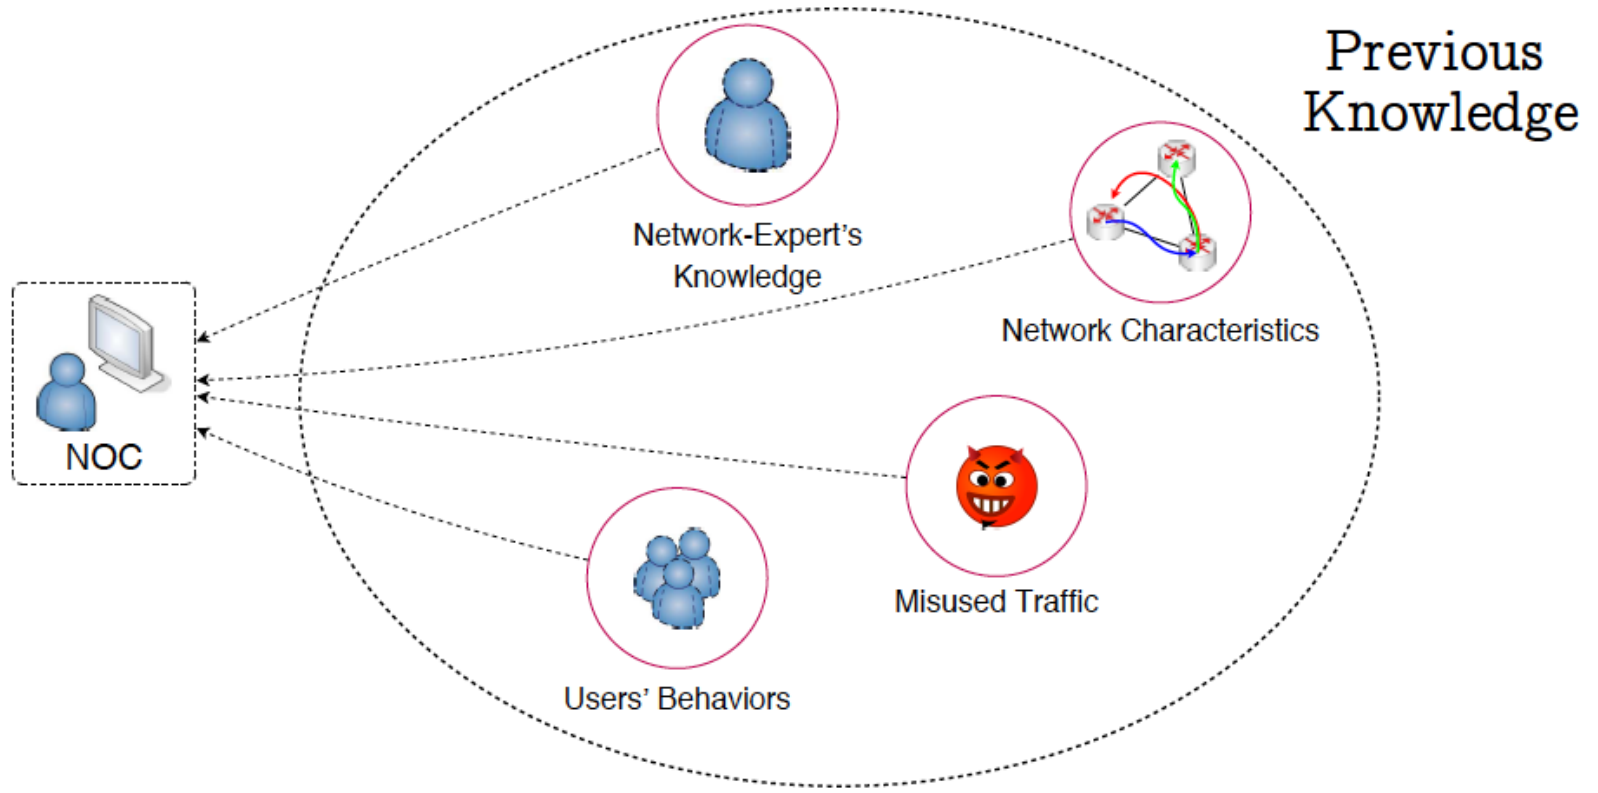 Previous
Knowledge
Network-Expert's
Knowledge
Network Characteristics
NOC
Misused Traffic
Users' Behaviors